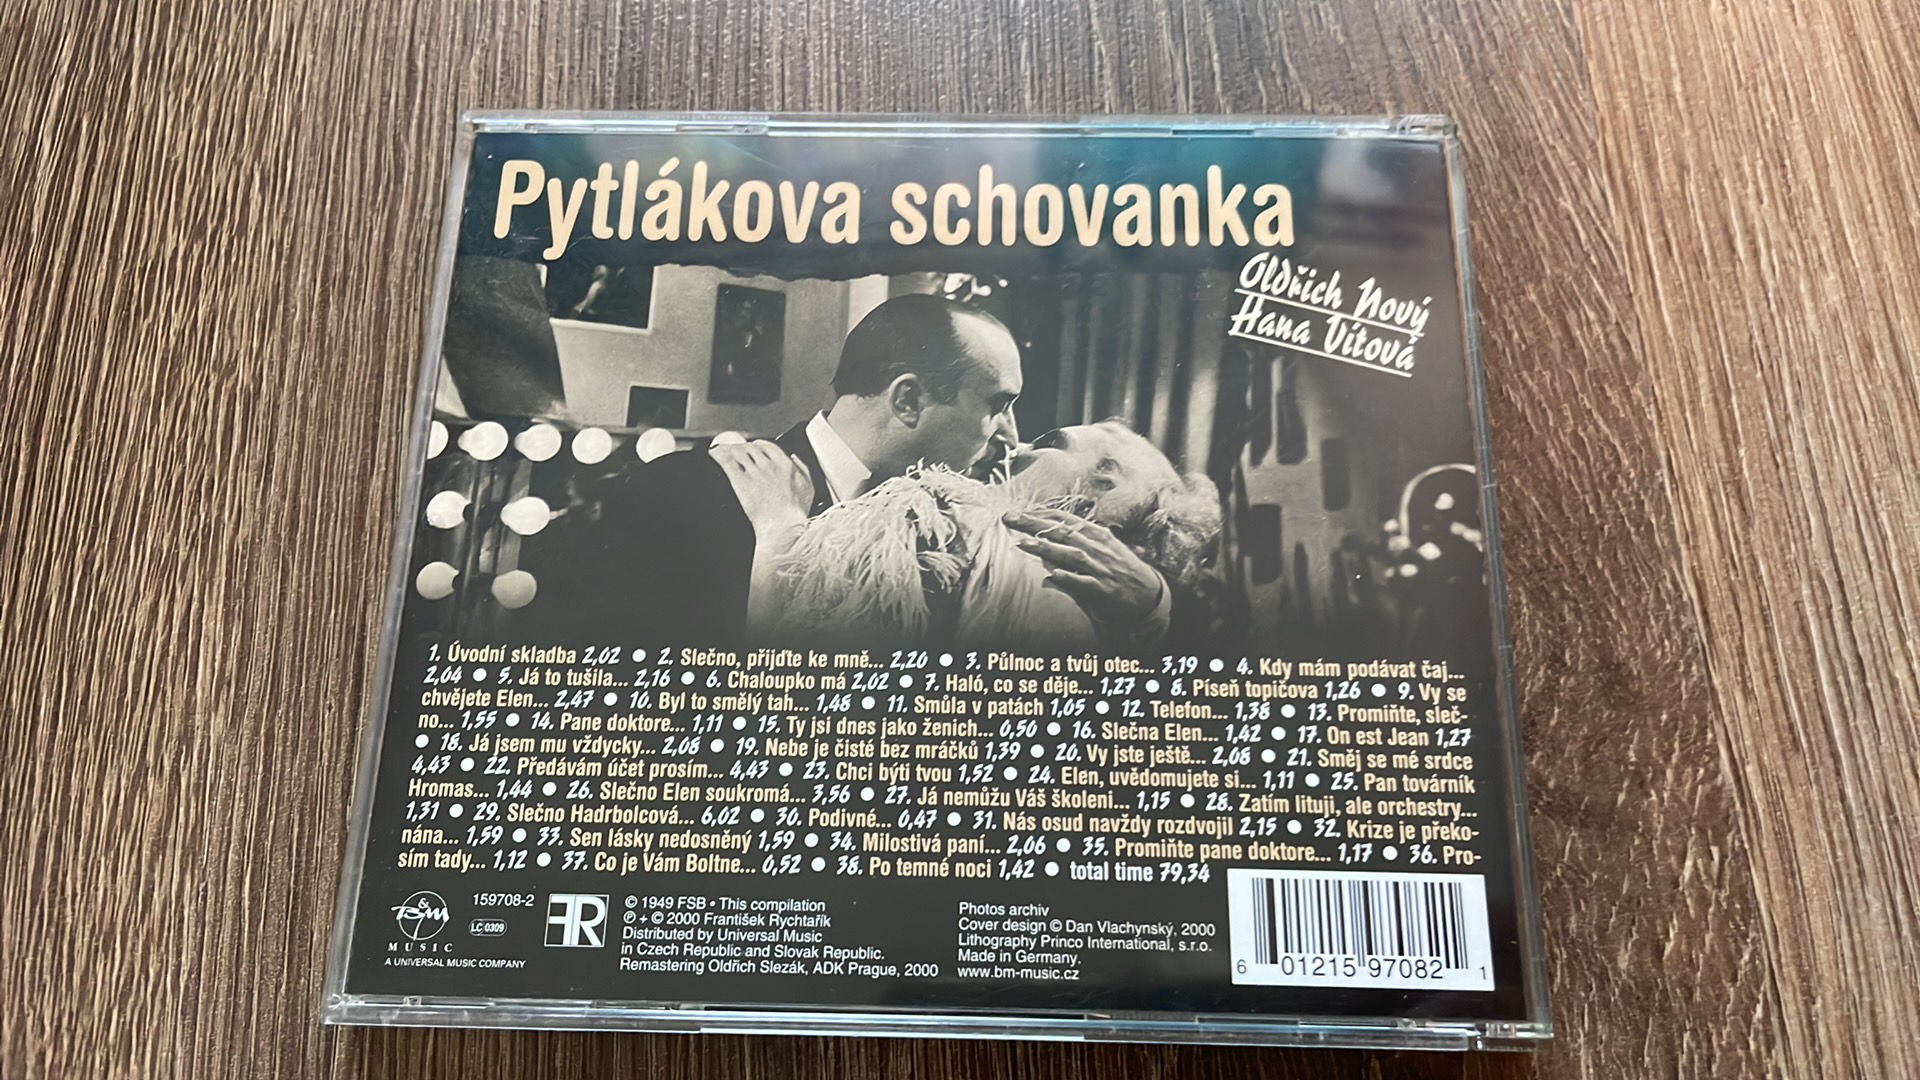 Pytlákova schovanka
Oldřich Nový
Hana Vítová
1. Úvodní skladba 2,02 ● 2. Slečno, přijďte ke mně... 2,20 ● 3. Půlnoc a tvůj otec... 3,19 ● 4. Kdy mám podávat čaj...
2,04 ● 5. Já to tušila... 2,16 ● 6. Chaloupko má 2,02 ● 7. Haló, co se děje... 1,27 ● 8. Píseň topičova 1,26 ● 9. Vy se
chvějete Elen... 2,47 ● 10. Byl to smělý tah... 1,48 ● 11. Smůla v patách 1,05 ● 12. Telefon... 1,38 ● 13. Promiňte, sleč-
no... 1,55 ● 14. Pane doktore... 1,11 ● 15. Ty jsi dnes jako ženich... 0,50 ● 16. Slečna Elen... 1,42 ● 17. On est Jean 1,27
● 18. Já jsem mu vždycky... 2,08 ● 19. Nebe je čisté bez mráčků 1,39 ● 20. Vy jste ještě... 2,08 ● 21. Směj se mé srdce
4,43 ● 22. Předávám účet prosím... 4,43 ● 23. Chci býti tvou 1,52 ● 24. Elen, uvědomujete si... 1,11 ● 25. Pan továrník
Hromas... 1,44 ● 26. Slečno Elen soukromá... 3,56 ● 27. Já nemůžu Váš školeni... 1,15 ● 28. Zatím lituji, ale orchestry...
1,31 ● 29. Slečno Hadrbolcová... 6,02 ● 30. Podivné... 0,47 ● 31. Nás osud navždy rozdvojil 2,15 ● 32. Krize je překo-
nána... 1,59 ● 33. Sen lásky nedosněný 1,59 ● 34. Milostivá paní... 2,06 ● 35. Promiňte pane doktore... 1,17 ● 36. Pro-
sím tady... 1,12 ● 37. Co je Vám Boltne... 0,52 ● 38. Po temné noci 1,42 ● total time 79,34
B&M
MUSIC
A UNIVERSAL MUSIC COMPANY
159708-2
LC 0309
FR
© 1949 FSB • This compilation
℗ + © 2000 František Rychtařík
Distributed by Universal Music
in Czech Republic and Slovak Republic.
Remastering Oldřich Slezák, ADK Prague, 2000
Photos archiv
Cover design © Dan Vlachynský, 2000
Lithography Princo International, s.r.o.
Made in Germany.
www.bm-music.cz
6 01215 97082 1